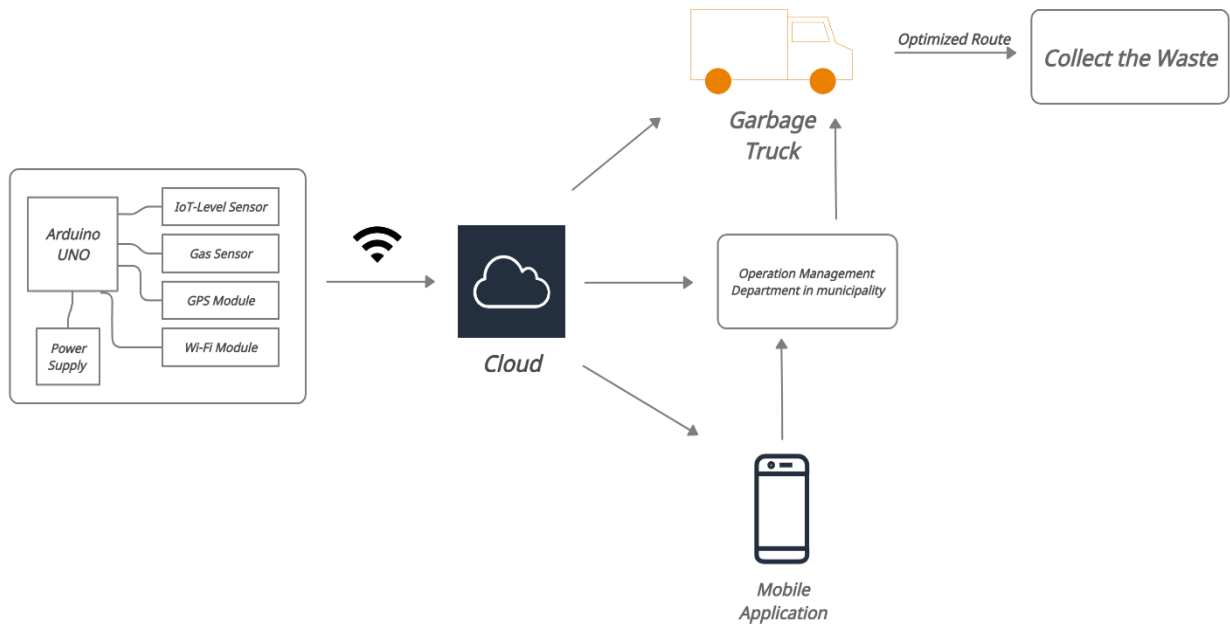 Optimized Route
Collect the Waste
Garbage
Truck
Arduino
UNO
IoT-Level Sensor
Gas Sensor
GPS Module
Wi-Fi Module
Power
Supply
Cloud
Operation Management
Department in municipality
Mobile
Application